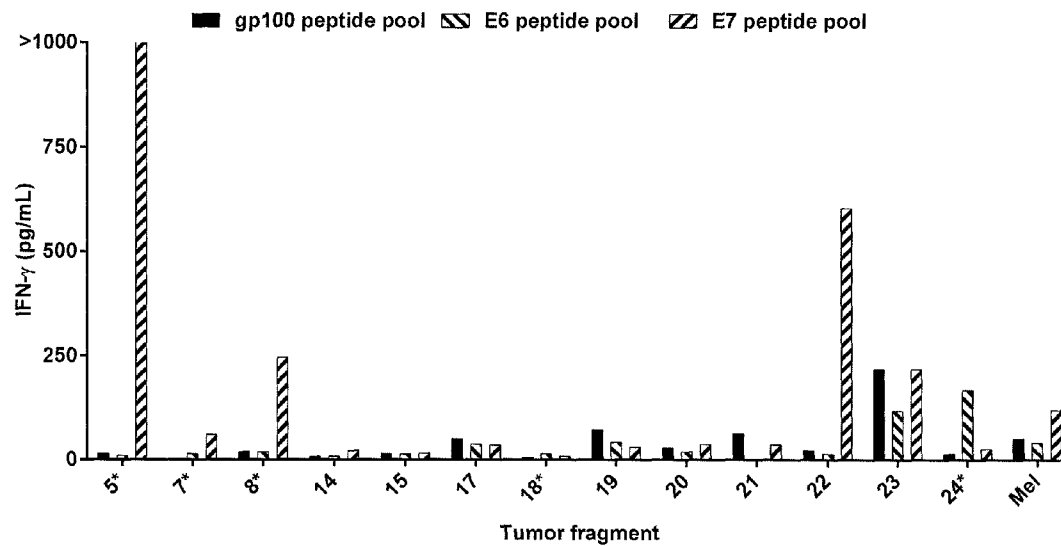 gp100 peptide pool E6 peptide pool E7 peptide pool
>1000
750
500
250
0
IFN-γ (pg/mL)
5* 7* 8* 14 15 17 18* 19 20 21 22 23 24* Mel
Tumor fragment